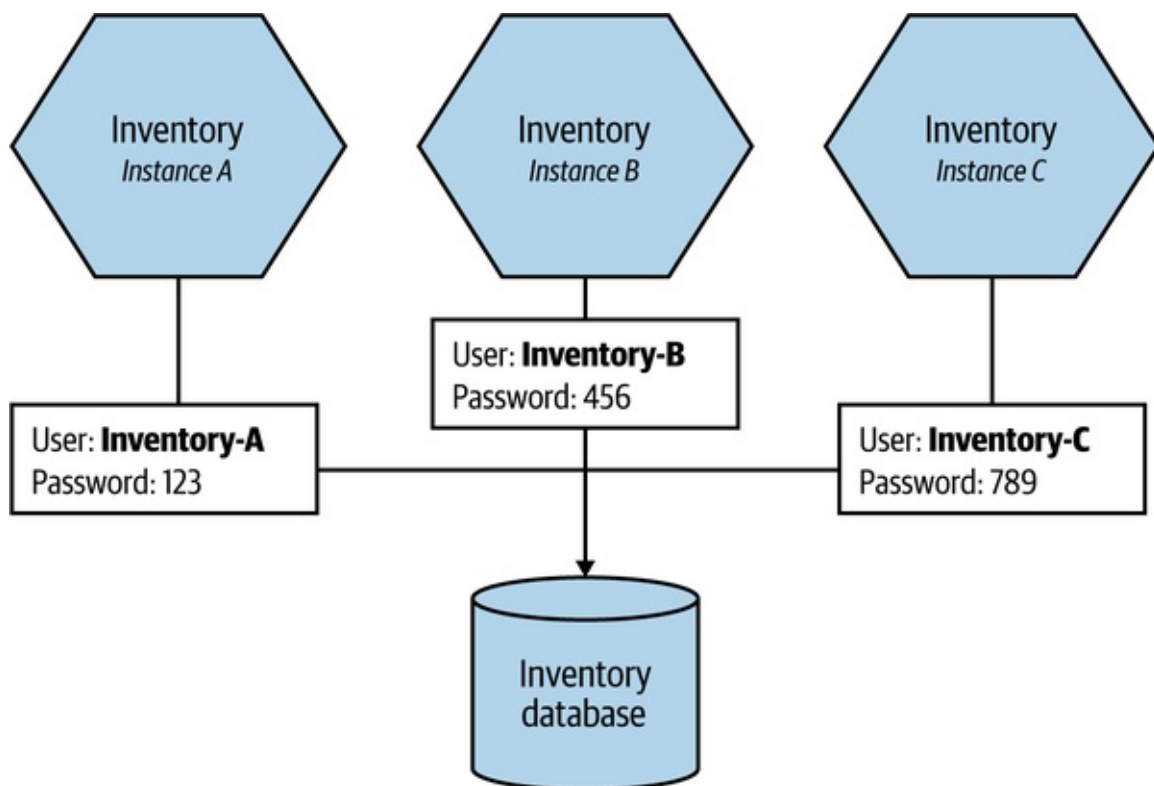 Inventory
Instance A
Inventory
Instance B
Inventory
Instance C
User: Inventory-B
Password: 456
User: Inventory-A
Password: 123
User: Inventory-C
Password: 789
Inventory
database